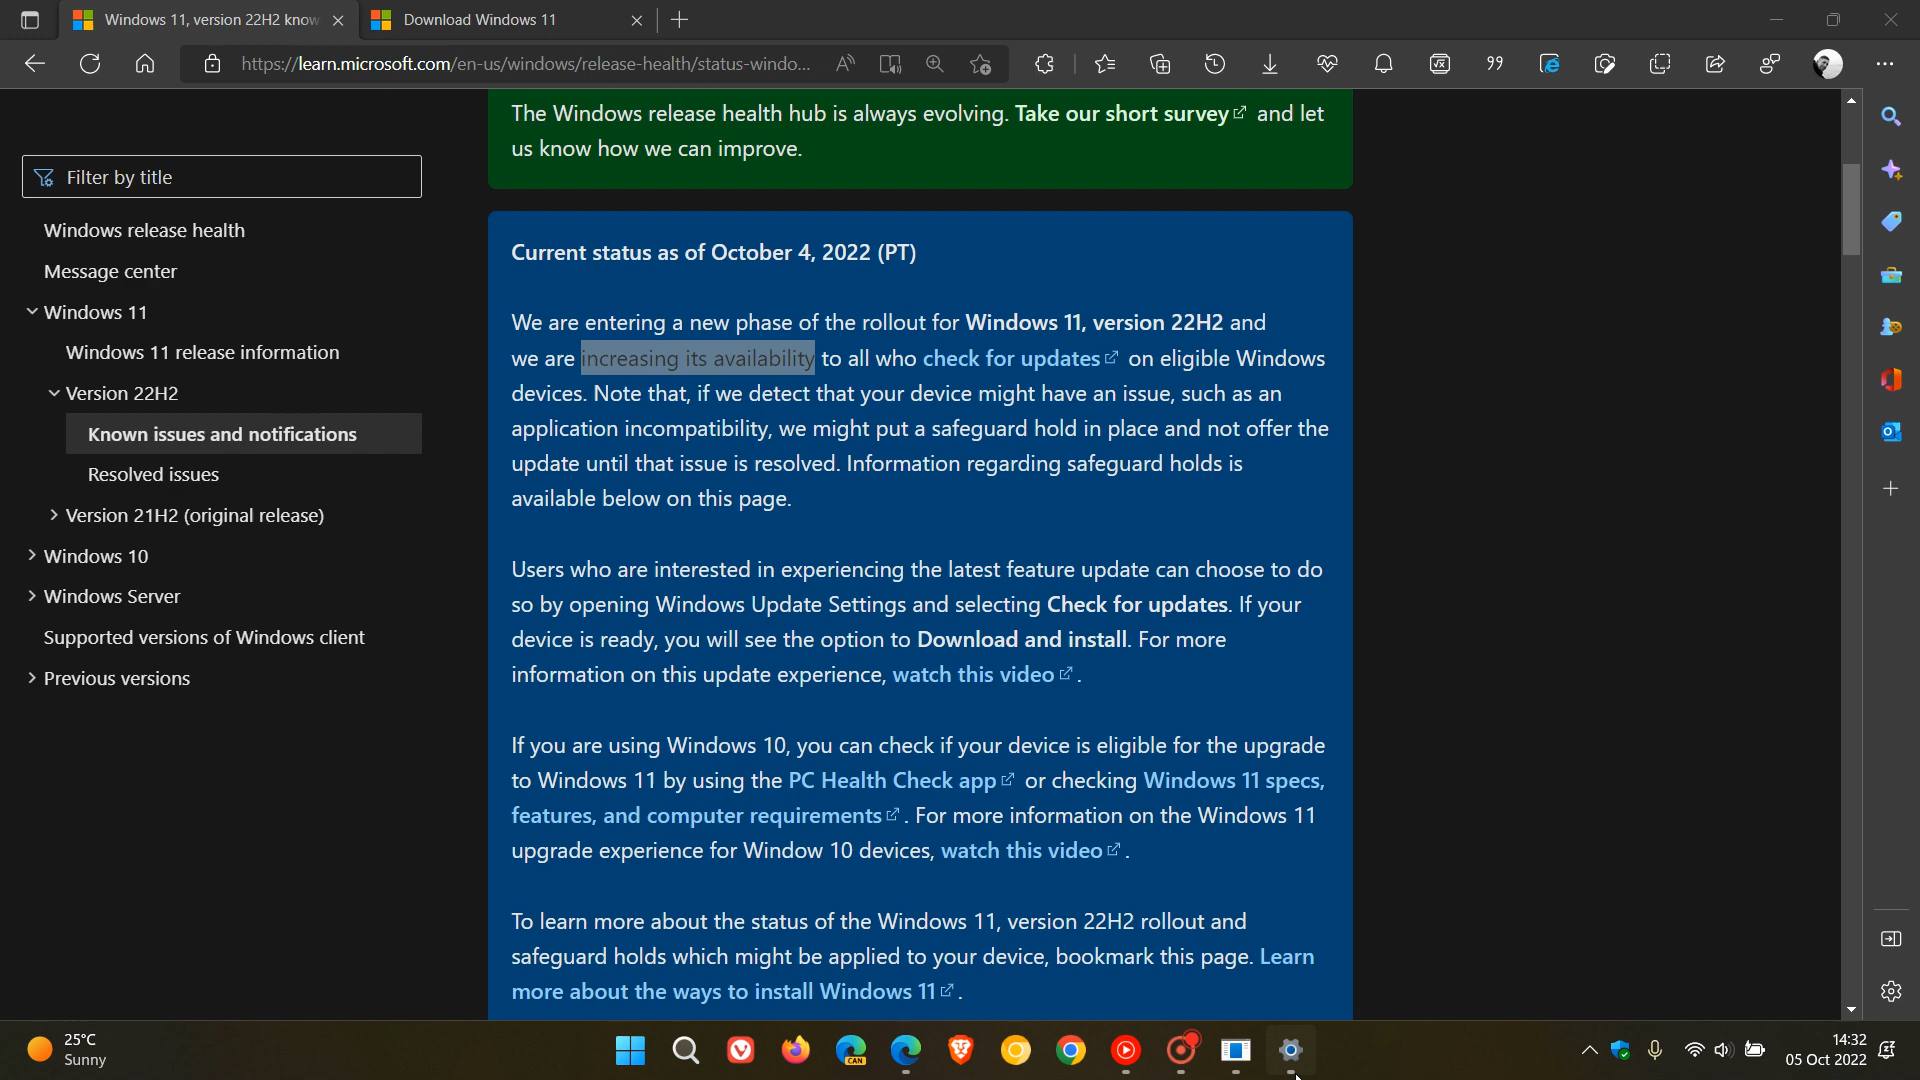 Windows 11, version 22H2 know
Download Windows 11
https://learn.microsoft.com/en-us/windows/release-health/status-windo...
The Windows release health hub is always evolving. Take our short survey and let
us know how we can improve.
Filter by title
Windows release health
Message center
Windows 11
Windows 11 release information
Version 22H2
Known issues and notifications
Resolved issues
Version 21H2 (original release)
Windows 10
Windows Server
Supported versions of Windows client
Previous versions
Current status as of October 4, 2022 (PT)
We are entering a new phase of the rollout for Windows 11, version 22H2 and
we are increasing its availability to all who check for updates on eligible Windows
devices. Note that, if we detect that your device might have an issue, such as an
application incompatibility, we might put a safeguard hold in place and not offer the
update until that issue is resolved. Information regarding safeguard holds is
available below on this page.
Users who are interested in experiencing the latest feature update can choose to do
so by opening Windows Update Settings and selecting Check for updates. If your
device is ready, you will see the option to Download and install. For more
information on this update experience, watch this video .
If you are using Windows 10, you can check if your device is eligible for the upgrade
to Windows 11 by using the PC Health Check app or checking Windows 11 specs,
features, and computer requirements . For more information on the Windows 11
upgrade experience for Window 10 devices, watch this video .
To learn more about the status of the Windows 11, version 22H2 rollout and
safeguard holds which might be applied to your device, bookmark this page. Learn
more about the ways to install Windows 11 .
25°C
Sunny
CAN
14:32
05 Oct 2022